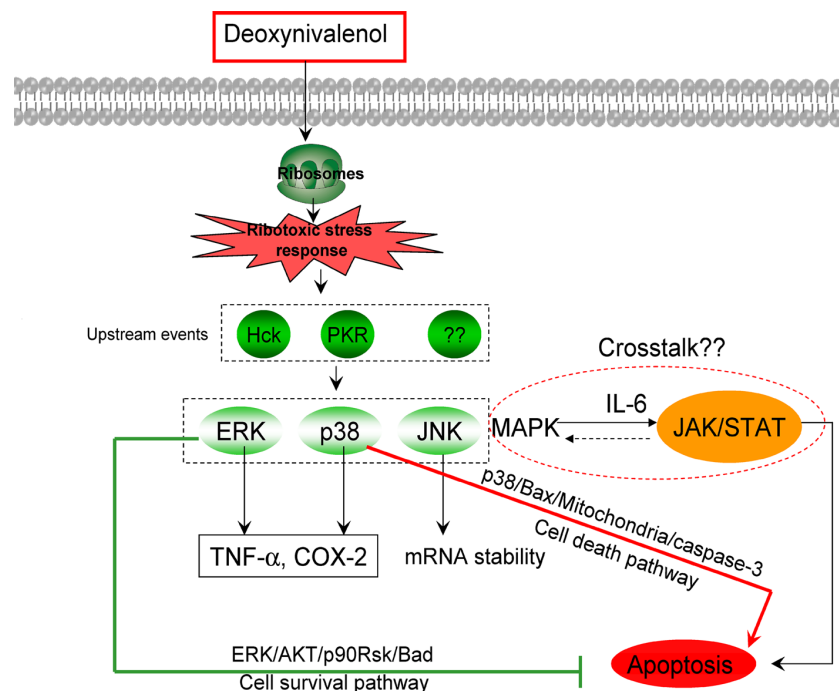 Deoxynivalenol
Ribosomes
Ribotoxic stress
response
Upstream events
Hck
PKR
??
Crosstalk??
ERK
p38
JNK
MAPK
IL-6
JAK/STAT
p38/Bax/Mitochondria/caspase-3
Cell death pathway
TNF-α, COX-2
mRNA stability
ERK/AKT/p90Rsk/Bad
Cell survival pathway
Apoptosis